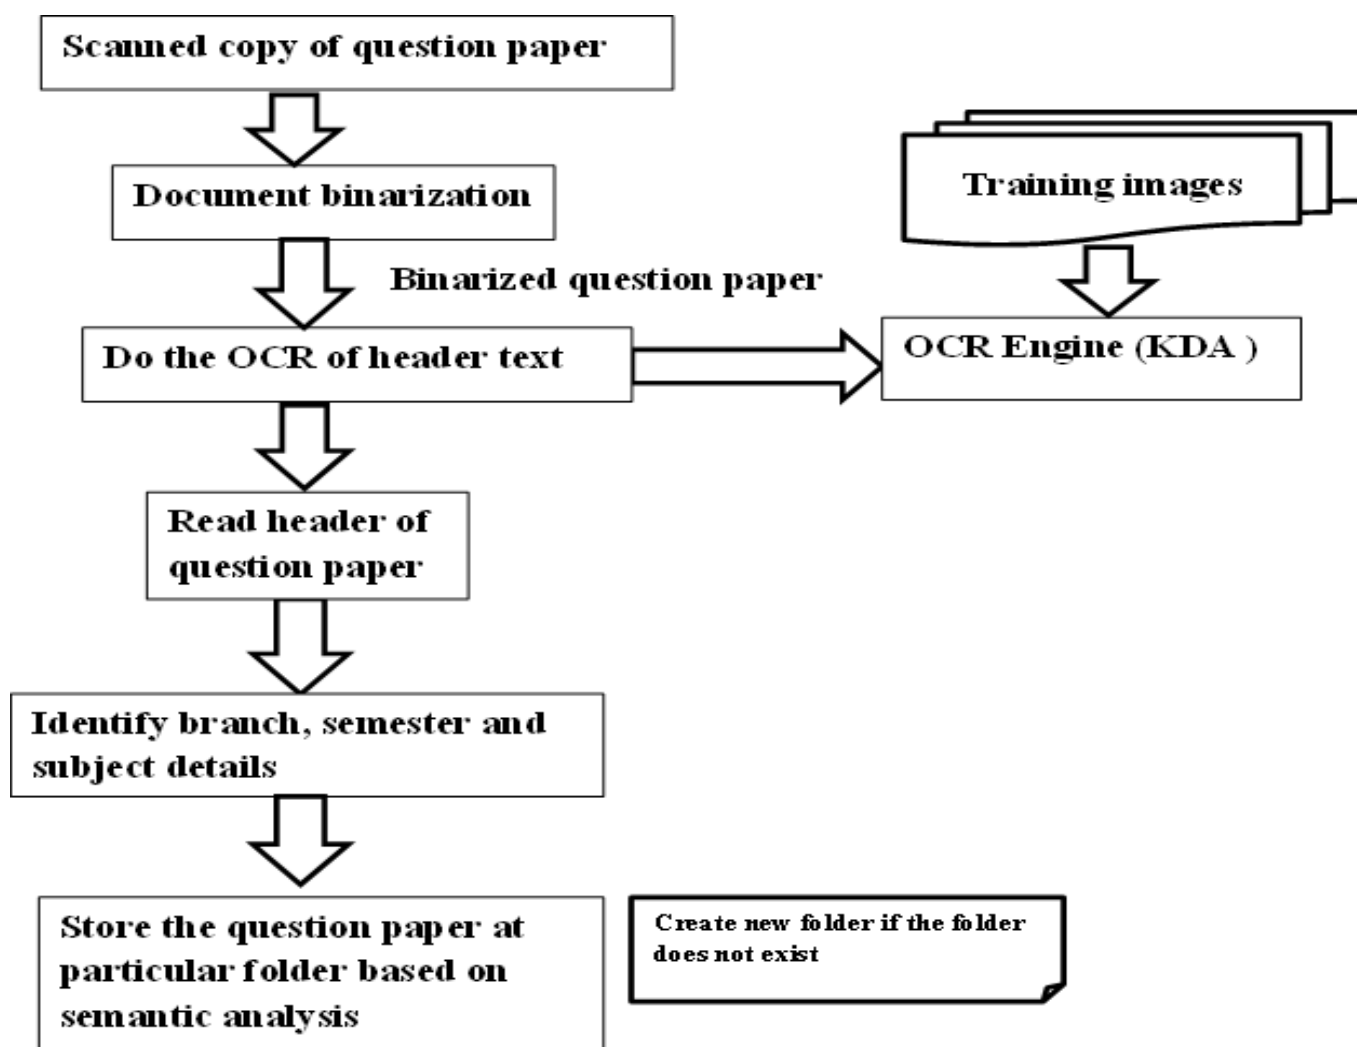 Scanned copy of question paper
Document binarization
Training images
Binarized question paper
Do the OCR of header text
OCR Engine (KDA )
Read header of
question paper
Identify branch, semester and
subject details
Store the question paper at
particular folder based on
semantic analysis
Create new folder if the folder
does not exist